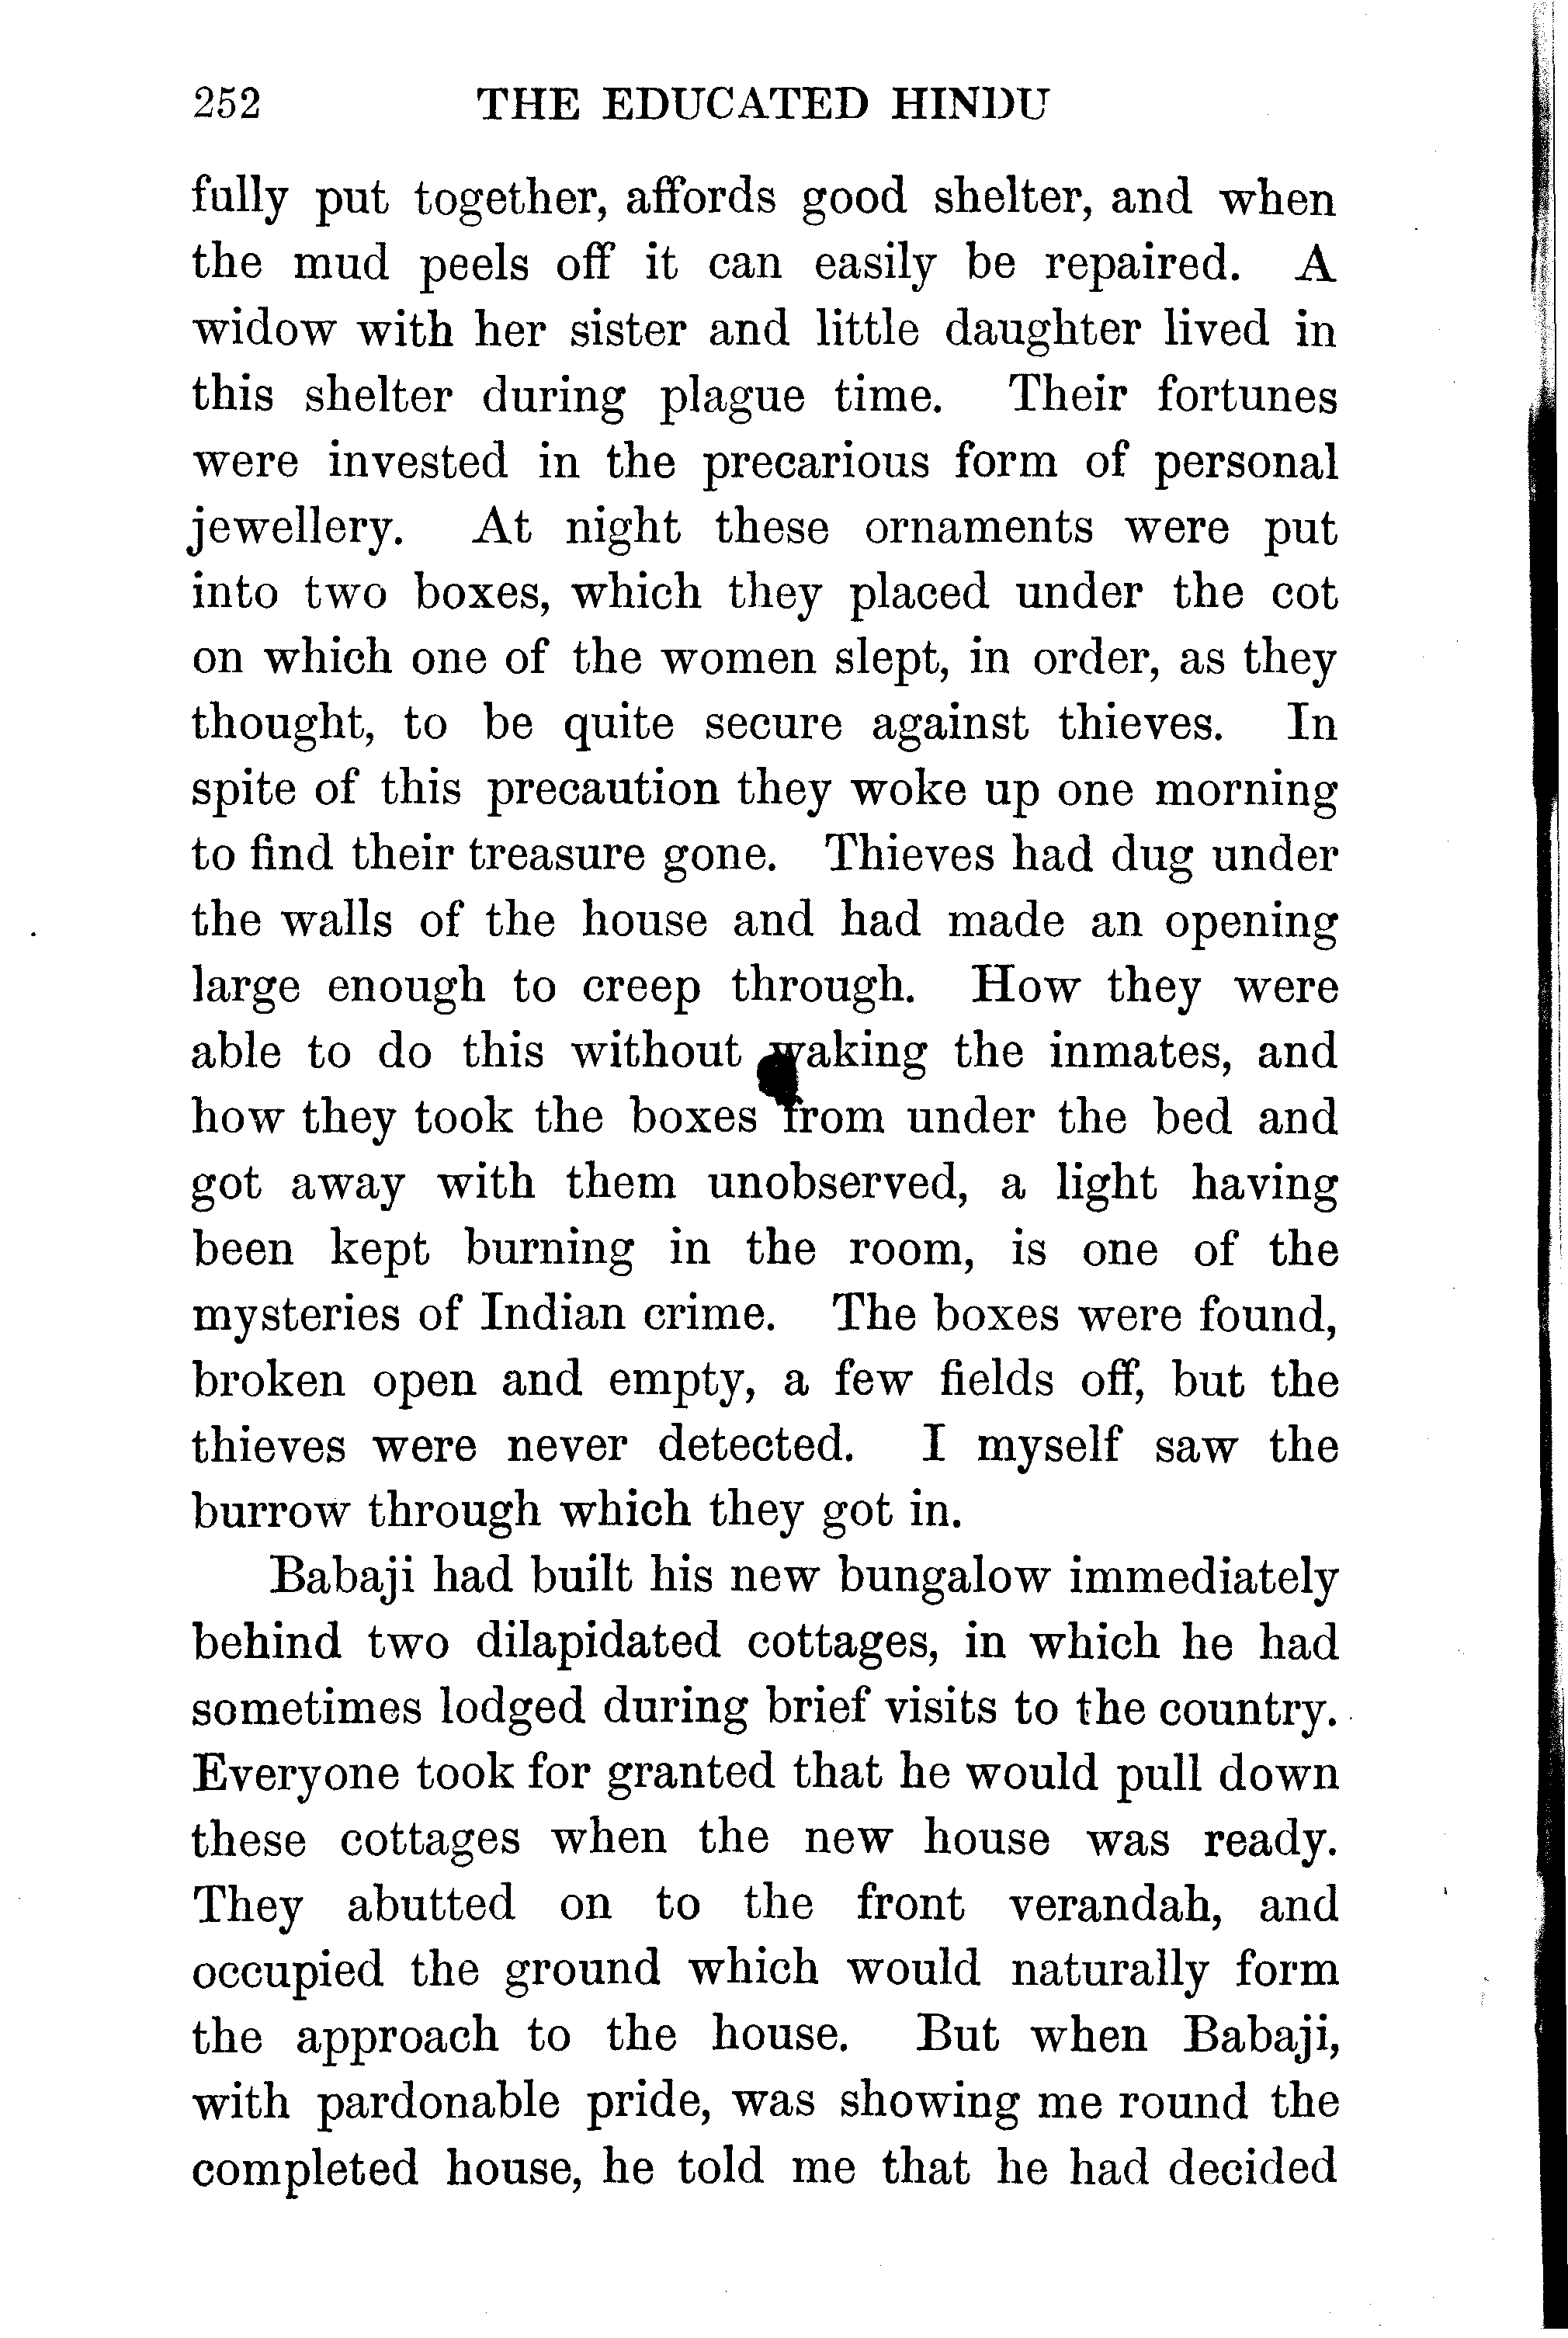 252 THE EDUCATED HINDU
fully put together, affords good shelter, and when
the mud peels off it can easily be repaired. A
widow with her sister and little daughter lived in
this shelter during plague time. Their fortunes
were invested in the precarious form of personal
jewellery. At night these ornaments were put
into two boxes, which they placed under the cot
on which one of the women slept, in order, as they
thought, to be quite secure against thieves. In
spite of this precaution they woke up one morning
to find their treasure gone. Thieves had dug under
the walls of the house and had made an opening
large enough to creep through. How they were
able to do this without waking the inmates, and
how they took the boxes from under the bed and
got away with them unobserved, a light having
been kept burning in the room, is one of the
mysteries of Indian crime. The boxes were found,
broken open and empty, a few fields off, but the
thieves were never detected. I myself saw the
burrow through which they got in.
Babaji had built his new bungalow immediately
behind two dilapidated cottages, in which he had
sometimes lodged during brief visits to the country.
Everyone took for granted that he would pull down
these cottages when the new house was ready.
They abutted on to the front verandah, and
occupied the ground which would naturally form
the approach to the house. But when Babaji,
with pardonable pride, was showing me round the
completed house, he told me that he had decided